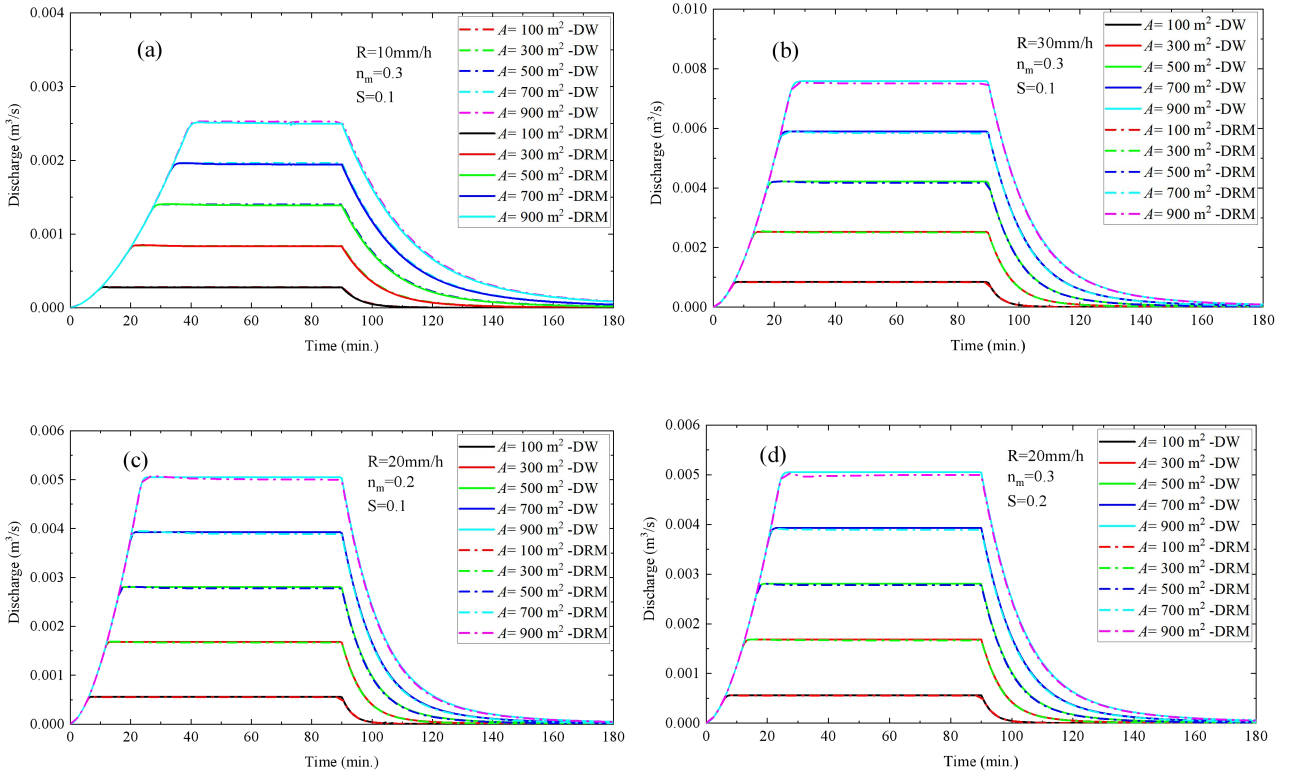 (a)
R=10mm/h
n_m=0.3
S=0.1
A= 100 m² -DW
A= 300 m² -DW
A= 500 m² -DW
A= 700 m² -DW
A= 900 m² -DW
A= 100 m² -DRM
A= 300 m² -DRM
A= 500 m² -DRM
A= 700 m² -DRM
A= 900 m² -DRM
Discharge (m³/s)
0.004
0.003
0.002
0.001
0.000
0 20 40 60 80 100 120 140 160 180
Time (min.)
(b)
R=30mm/h
n_m=0.3
S=0.1
A= 100 m² -DW
A= 300 m² -DW
A= 500 m² -DW
A= 700 m² -DW
A= 900 m² -DW
A= 100 m² -DRM
A= 300 m² -DRM
A= 500 m² -DRM
A= 700 m² -DRM
A= 900 m² -DRM
Discharge (m³/s)
0.010
0.008
0.006
0.004
0.002
0.000
0 20 40 60 80 100 120 140 160 180
Time (min.)
(c)
R=20mm/h
n_m=0.2
S=0.1
A= 100 m² -DW
A= 300 m² -DW
A= 500 m² -DW
A= 700 m² -DW
A= 900 m² -DW
A= 100 m² -DRM
A= 300 m² -DRM
A= 500 m² -DRM
A= 700 m² -DRM
A= 900 m² -DRM
Discharge (m³/s)
0.006
0.005
0.004
0.003
0.002
0.001
0.000
0 20 40 60 80 100 120 140 160 180
Time (min.)
(d)
R=20mm/h
n_m=0.3
S=0.2
A= 100 m² -DW
A= 300 m² -DW
A= 500 m² -DW
A= 700 m² -DW
A= 900 m² -DW
A= 100 m² -DRM
A= 300 m² -DRM
A= 500 m² -DRM
A= 700 m² -DRM
A= 900 m² -DRM
Discharge (m³/s)
0.006
0.005
0.004
0.003
0.002
0.001
0.000
0 20 40 60 80 100 120 140 160 180
Time (min.)